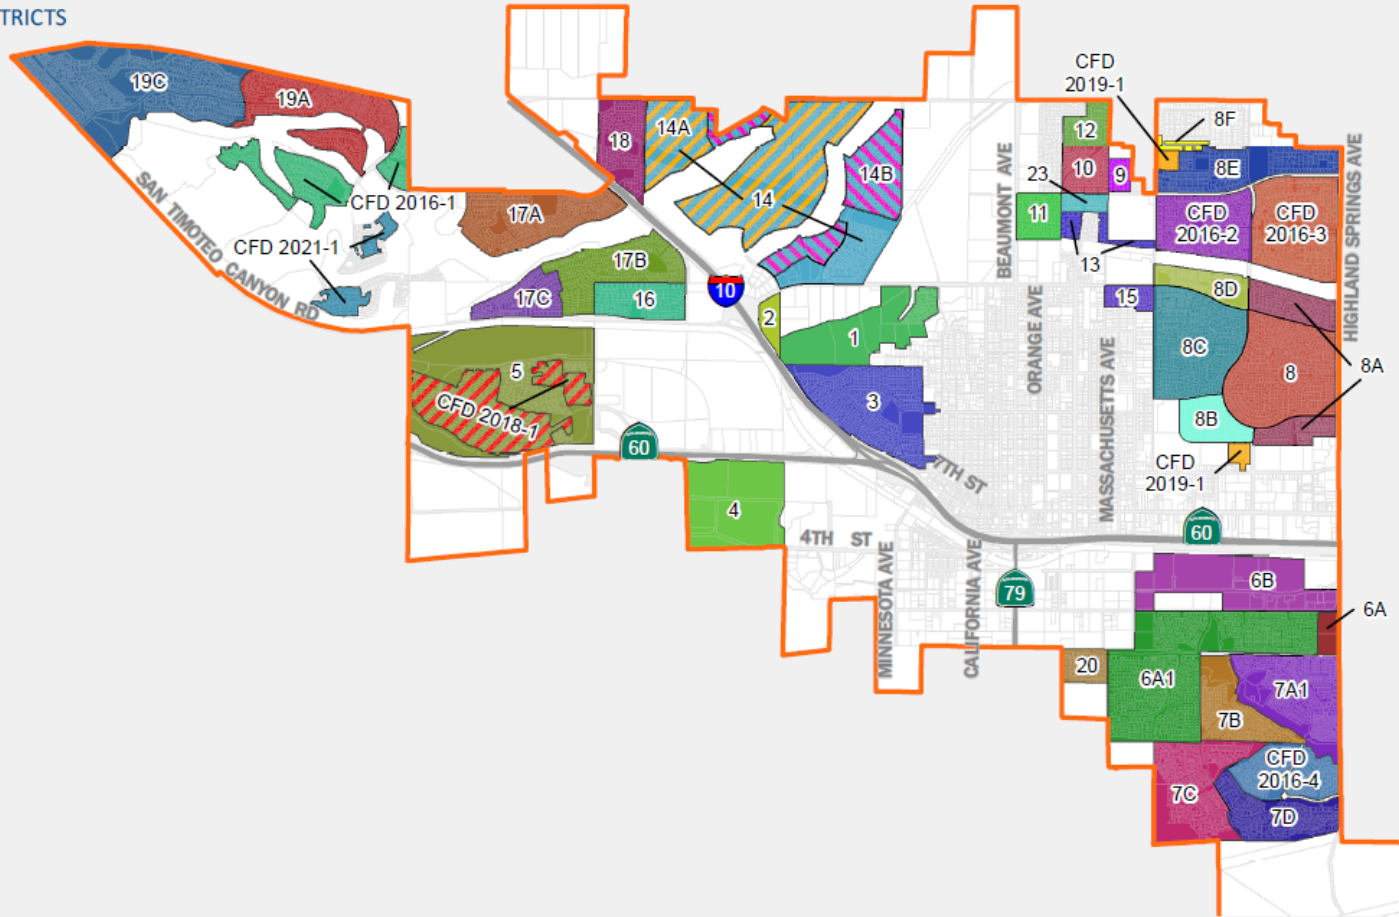 TRICTS
19C
19A
18
14A
14
14B
CFD
2019-1
8F
12
10
9
8E
23
11
13
CFD
2016-2
CFD
2016-3
CFD 2016-1
17A
CFD 2021-1
17B
17C
16
10
2
1
15
8D
8C
8
8A
8B
5
CFD 2018-1
3
60
4
CFD
2019-1
60
79
6B
6A
20
6A1
7A1
7B
7C
CFD
2016-4
7D
SAN TIMOTEO CANYON RD
BEAUMONT AVE
HIGHLAND SPRINGS AVE
ORANGE AVE
MASSACHUSETTS AVE
7TH ST
4TH ST
MINNESOTA AVE
CALIFORNIA AVE